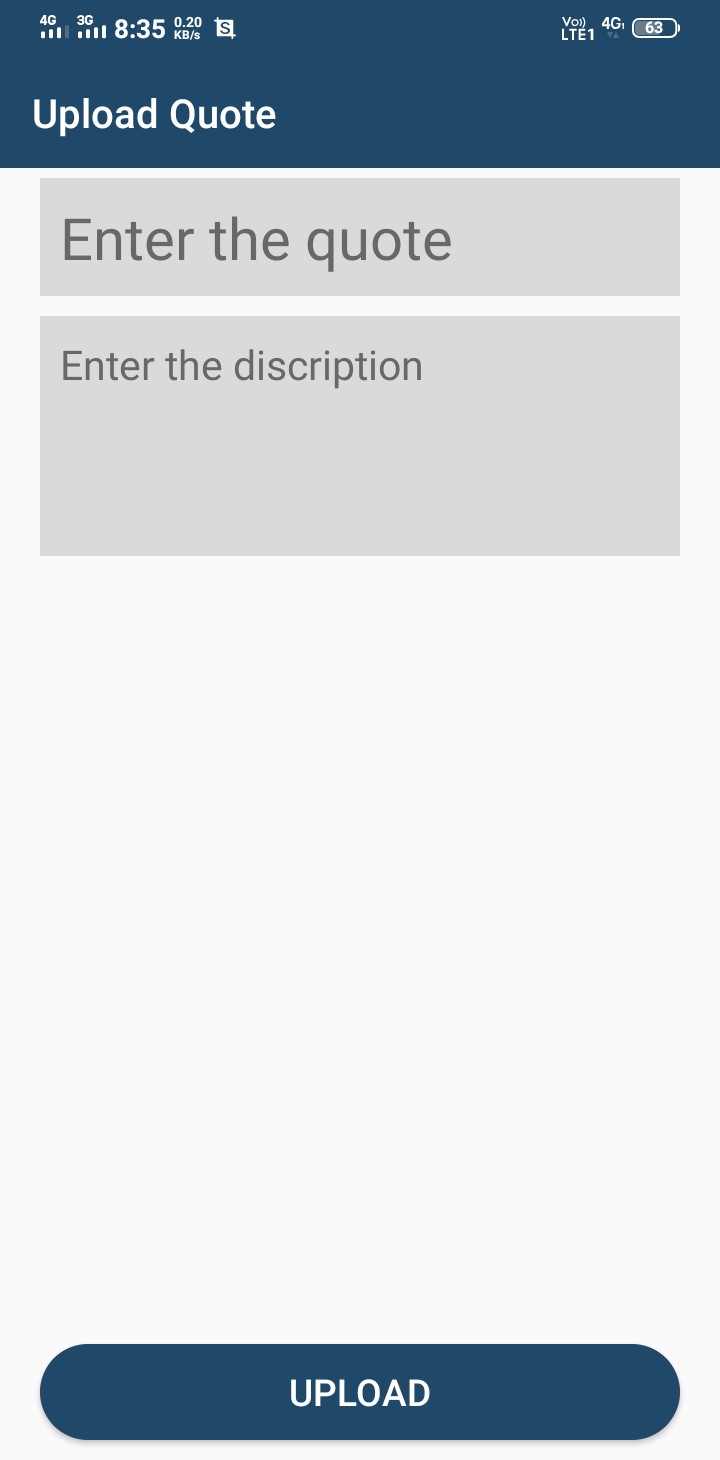 4G 3G 8:35 0.20 KB/s S Vo)) LTE1 4G1 63
Upload Quote
Enter the quote
Enter the discription
UPLOAD